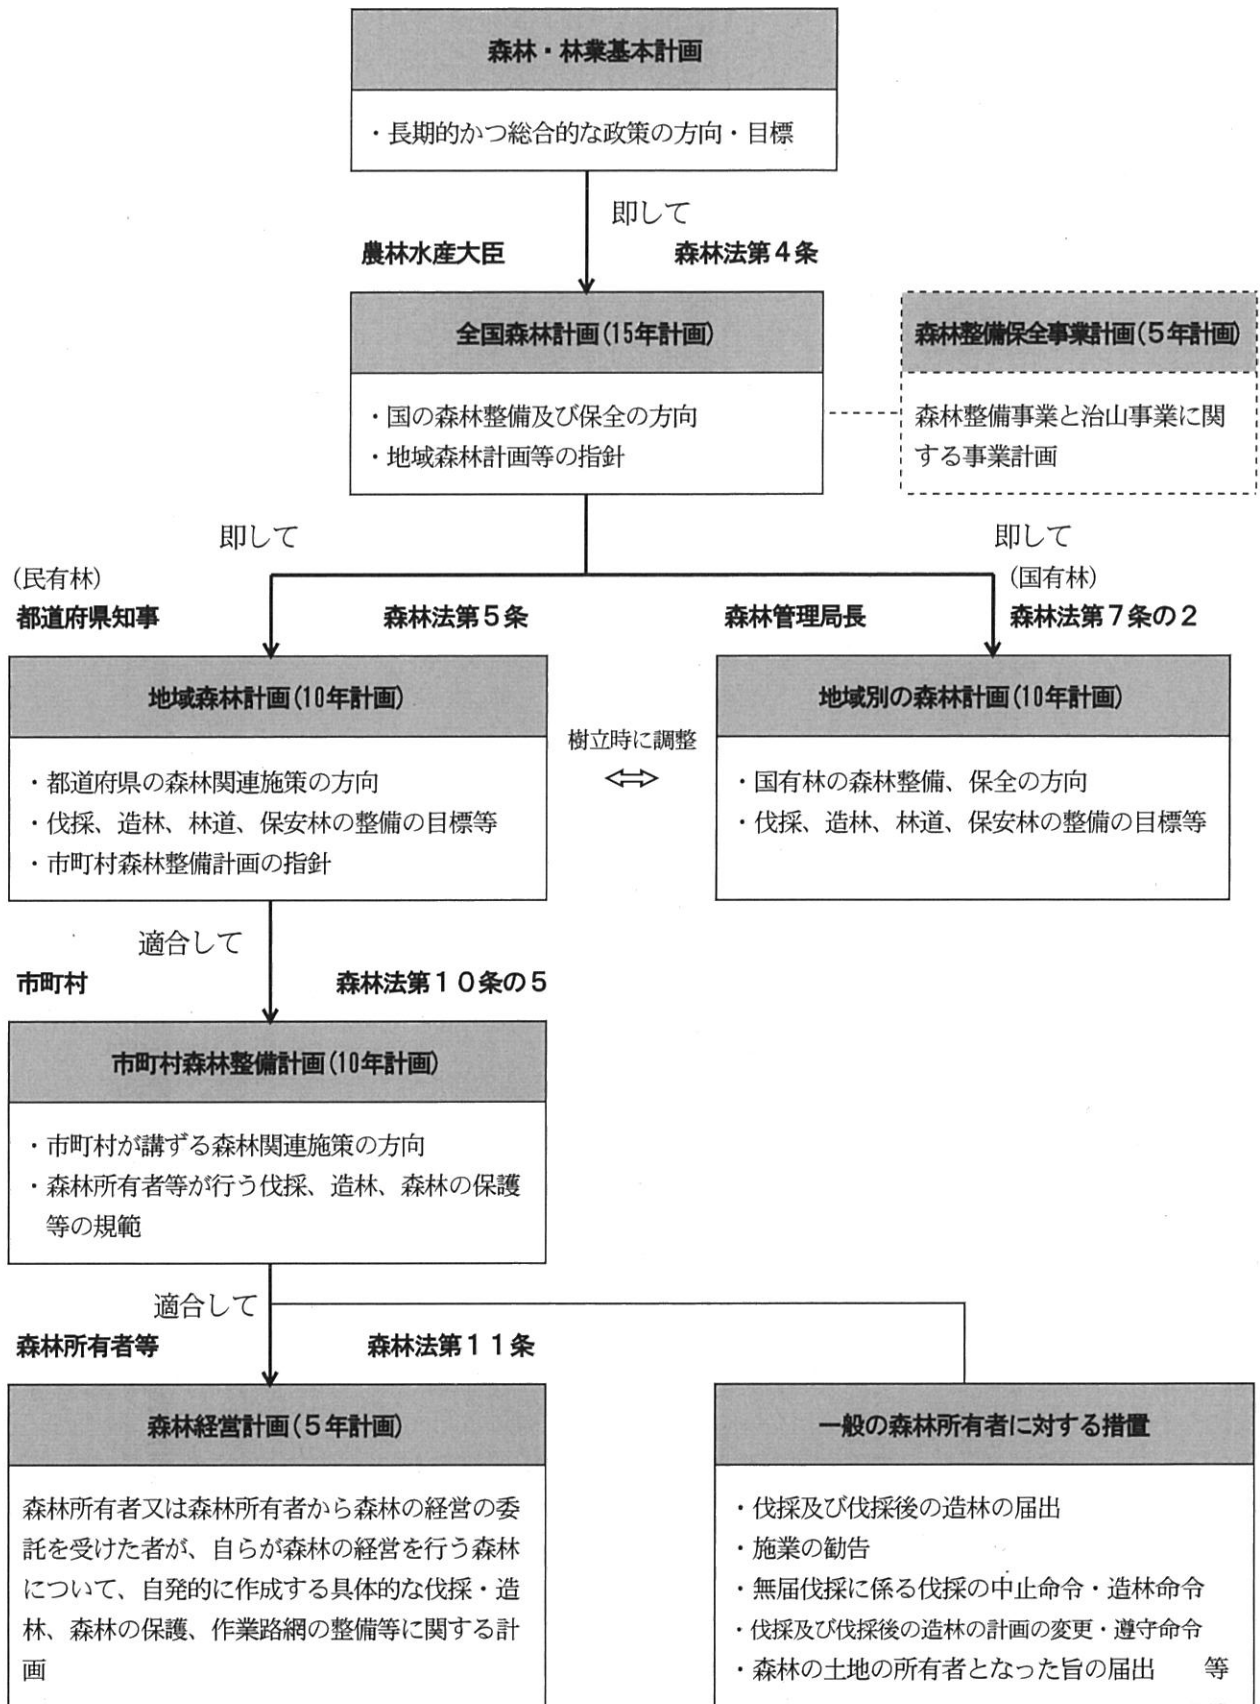 森林・林業基本計画
・長期的かつ総合的な政策の方向・目標
即して
農林水産大臣
森林法第４条
全国森林計画(15年計画)
・国の森林整備及び保全の方向
・地域森林計画等の指針
森林整備保全事業計画(５年計画)
森林整備事業と治山事業に関
する事業計画
即して
即して
(民有林)
(国有林)
都道府県知事
森林法第５条
森林管理局長
森林法第７条の２
地域森林計画(10年計画)
・都道府県の森林関連施策の方向
・伐採、造林、林道、保安林の整備の目標等
・市町村森林整備計画の指針
樹立時に調整
地域別の森林計画(10年計画)
・国有林の森林整備、保全の方向
・伐採、造林、林道、保安林の整備の目標等
適合して
市町村
森林法第１０条の５
市町村森林整備計画(10年計画)
・市町村が講ずる森林関連施策の方向
・森林所有者等が行う伐採、造林、森林の保護
等の規範
適合して
森林所有者等
森林法第１１条
森林経営計画(５年計画)
森林所有者又は森林所有者から森林の経営の委
託を受けた者が、自らが森林の経営を行う森林
について、自発的に作成する具体的な伐採・造
林、森林の保護、作業路網の整備等に関する計
画
一般の森林所有者に対する措置
・伐採及び伐採後の造林の届出
・施業の勧告
・無届伐採に係る伐採の中止命令・造林命令
・伐採及び伐採後の造林の計画の変更・遵守命令
・森林の土地の所有者となった旨の届出　等